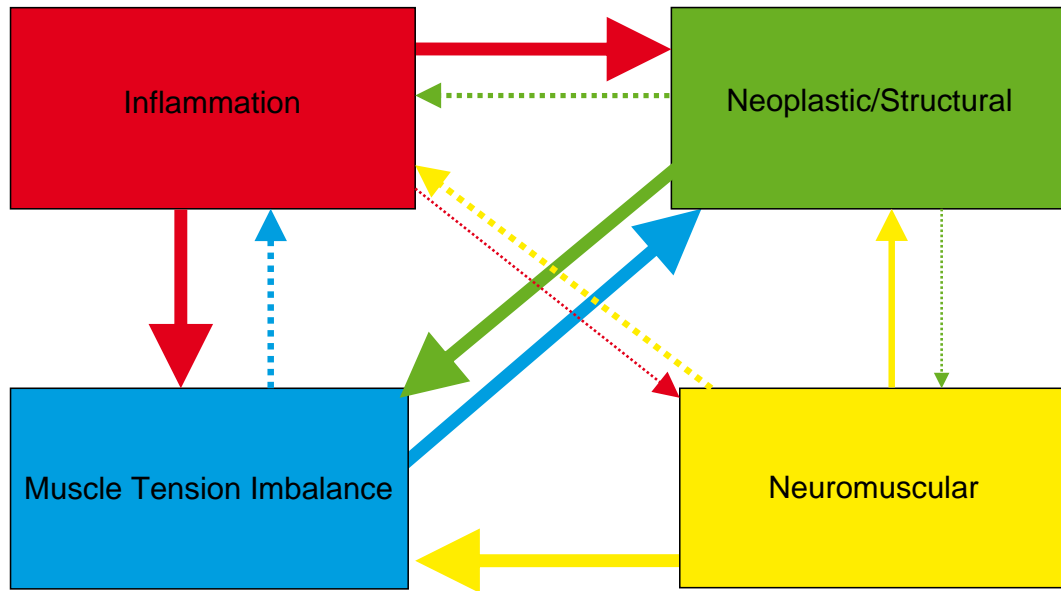 Inflammation
Neoplastic/Structural
Muscle Tension Imbalance
Neuromuscular